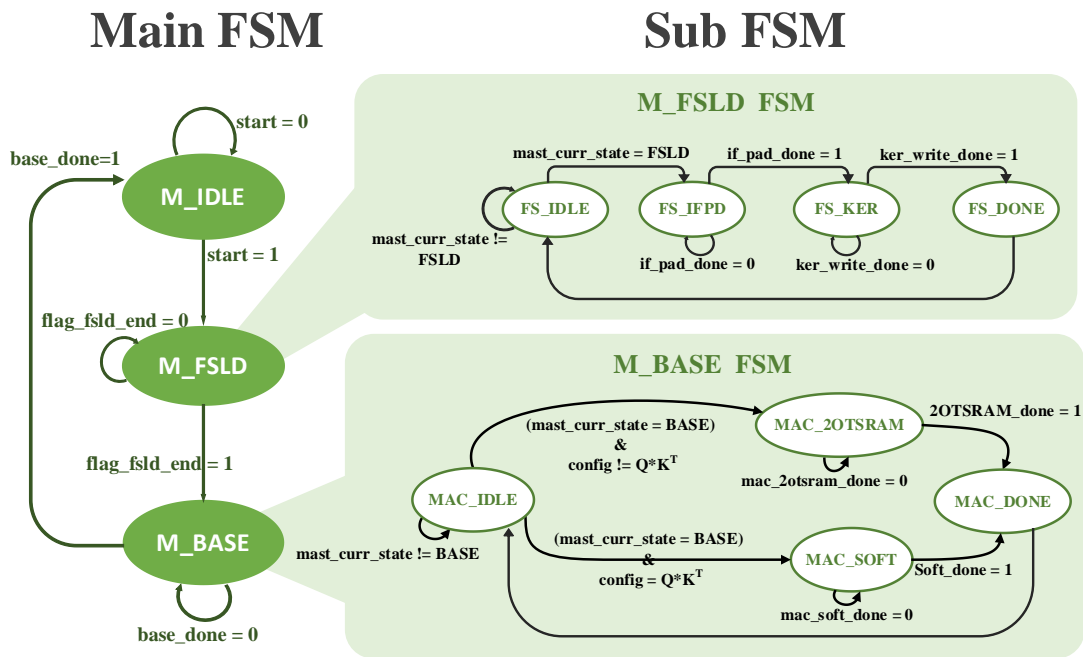 Main FSM
Sub FSM
start = 0
base_done=1
M_IDLE
start = 1
flag_fsld_end = 0
M_FSLD
flag_fsld_end = 1
M_BASE
base_done = 0
M_FSLD FSM
mast_curr_state = FSLD
if_pad_done = 1
ker_write_done = 1
FS_IDLE
FS_IFPD
FS_KER
FS_DONE
mast_curr_state !=
FSLD
if_pad_done = 0
ker_write_done = 0
M_BASE FSM
(mast_curr_state = BASE)
&
config != Q*K^T
MAC_2OTSRAM
2OTSRAM_done = 1
mac_2otsram_done = 0
MAC_IDLE
MAC_DONE
mast_curr_state != BASE
(mast_curr_state = BASE)
&
config = Q*K^T
MAC_SOFT
Soft_done = 1
mac_soft_done = 0